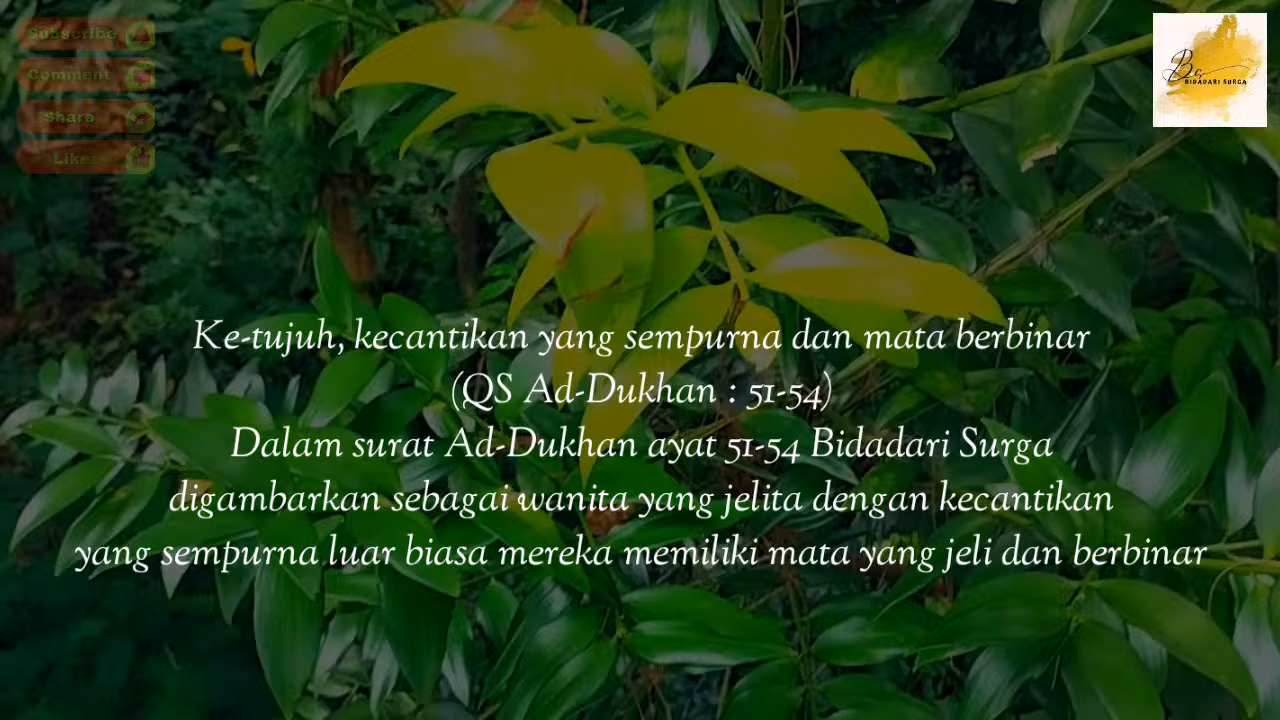 Subscribe
Comment
Share
Like
BIDADARI SURGA
Ke-tujuh, kecantikan yang sempurna dan mata berbinar
(QS Ad-Dukhan : 51-54)
Dalam surat Ad-Dukhan ayat 51-54 Bidadari Surga
digambarkan sebagai wanita yang jelita dengan kecantikan
yang sempurna luar biasa mereka memiliki mata yang jeli dan berbinar